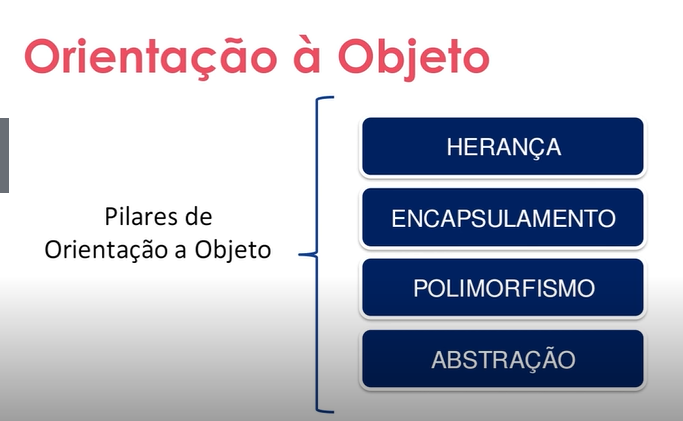 Orientação à Objeto
Pilares de
Orientação a Objeto
HERANÇA
ENCAPSULAMENTO
POLIMORFISMO
ABSTRAÇÃO